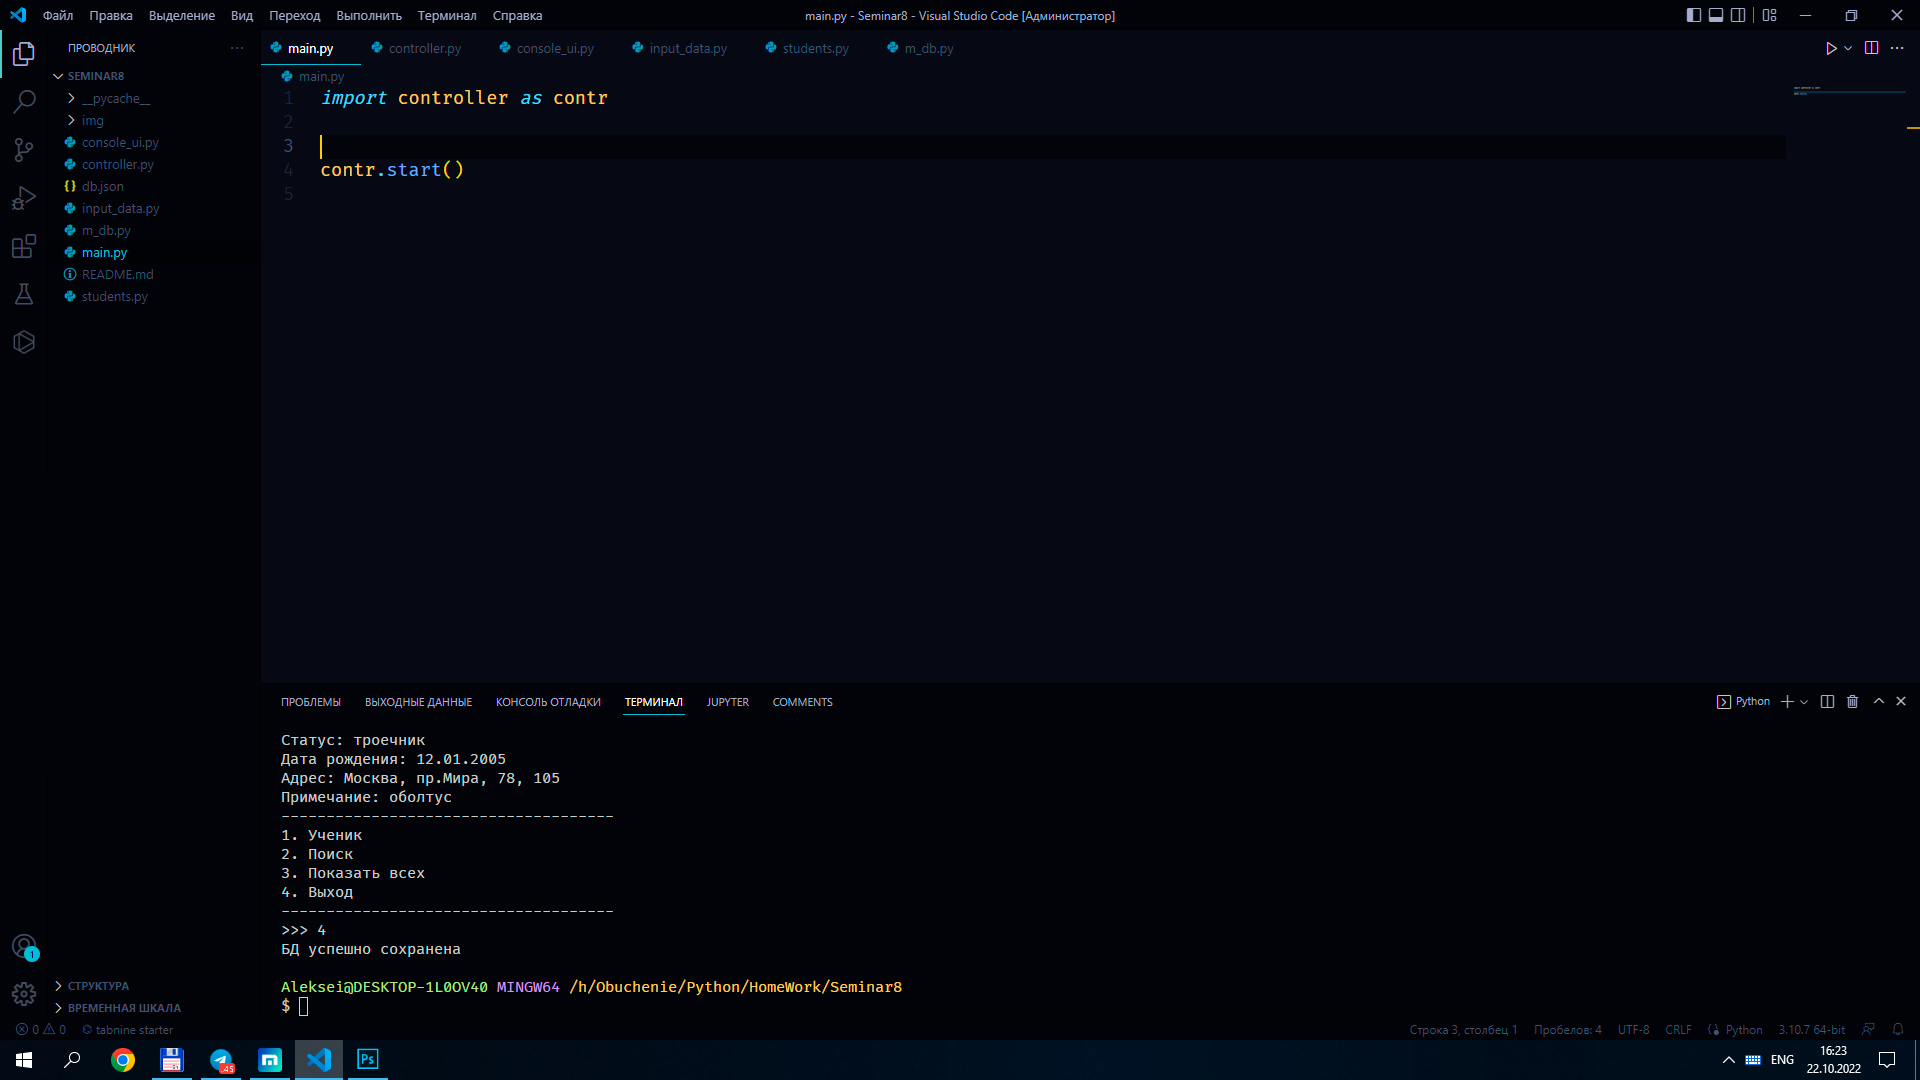 Файл Правка Выделение Вид Переход Выполнить Терминал Справка
main.py - Seminar8 - Visual Studio Code [Администратор]
ПРОВОДНИК
SEMINAR8
__pycache__
img
console_ui.py
controller.py
db.json
input_data.py
m_db.py
main.py
README.md
students.py
СТРУКТУРА
ВРЕМЕННАЯ ШКАЛА
main.py controller.py console_ui.py input_data.py students.py m_db.py
main.py
1 import controller as contr
2
3
4 contr.start()
5
ПРОБЛЕМЫ ВЫХОДНЫЕ ДАННЫЕ КОНСОЛЬ ОТЛАДКИ ТЕРМИНАЛ JUPYTER COMMENTS
Python
Статус: троечник
Дата рождения: 12.01.2005
Адрес: Москва, пр.Мира, 78, 105
Примечание: оболтус
-------------------------------------
1. Ученик
2. Поиск
3. Показать всех
4. Выход
-------------------------------------
>>> 4
БД успешно сохранена
Aleksei@DESKTOP-1L0OV40 MINGW64 /h/Obuchenie/Python/HomeWork/Seminar8
$
1
0 0 tabnine starter
Строка 3, столбец 1 Пробелов: 4 UTF-8 CRLF Python 3.10.7 64-bit
Ps
ENG
16:23
22.10.2022